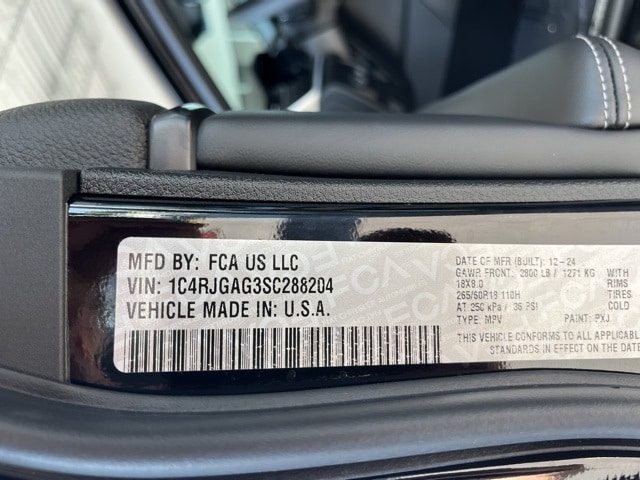 MFD BY: FCA US LLC
VIN: 1C4RJGAG3SC288204
VEHICLE MADE IN: U.S.A.
DATE OF MFR (BUILT): 12-24
GAWR FRONT: 2800 LB / 1271 KG WITH
18X8.0 RIMS
265/60R18 110H TIRES
AT 250 kPa / 36 PSI COLD
TYPE: MPV PAINT: PXJ
THIS VEHICLE CONFORMS TO ALL APPLICABLE
STANDARDS IN EFFECT ON THE DATE